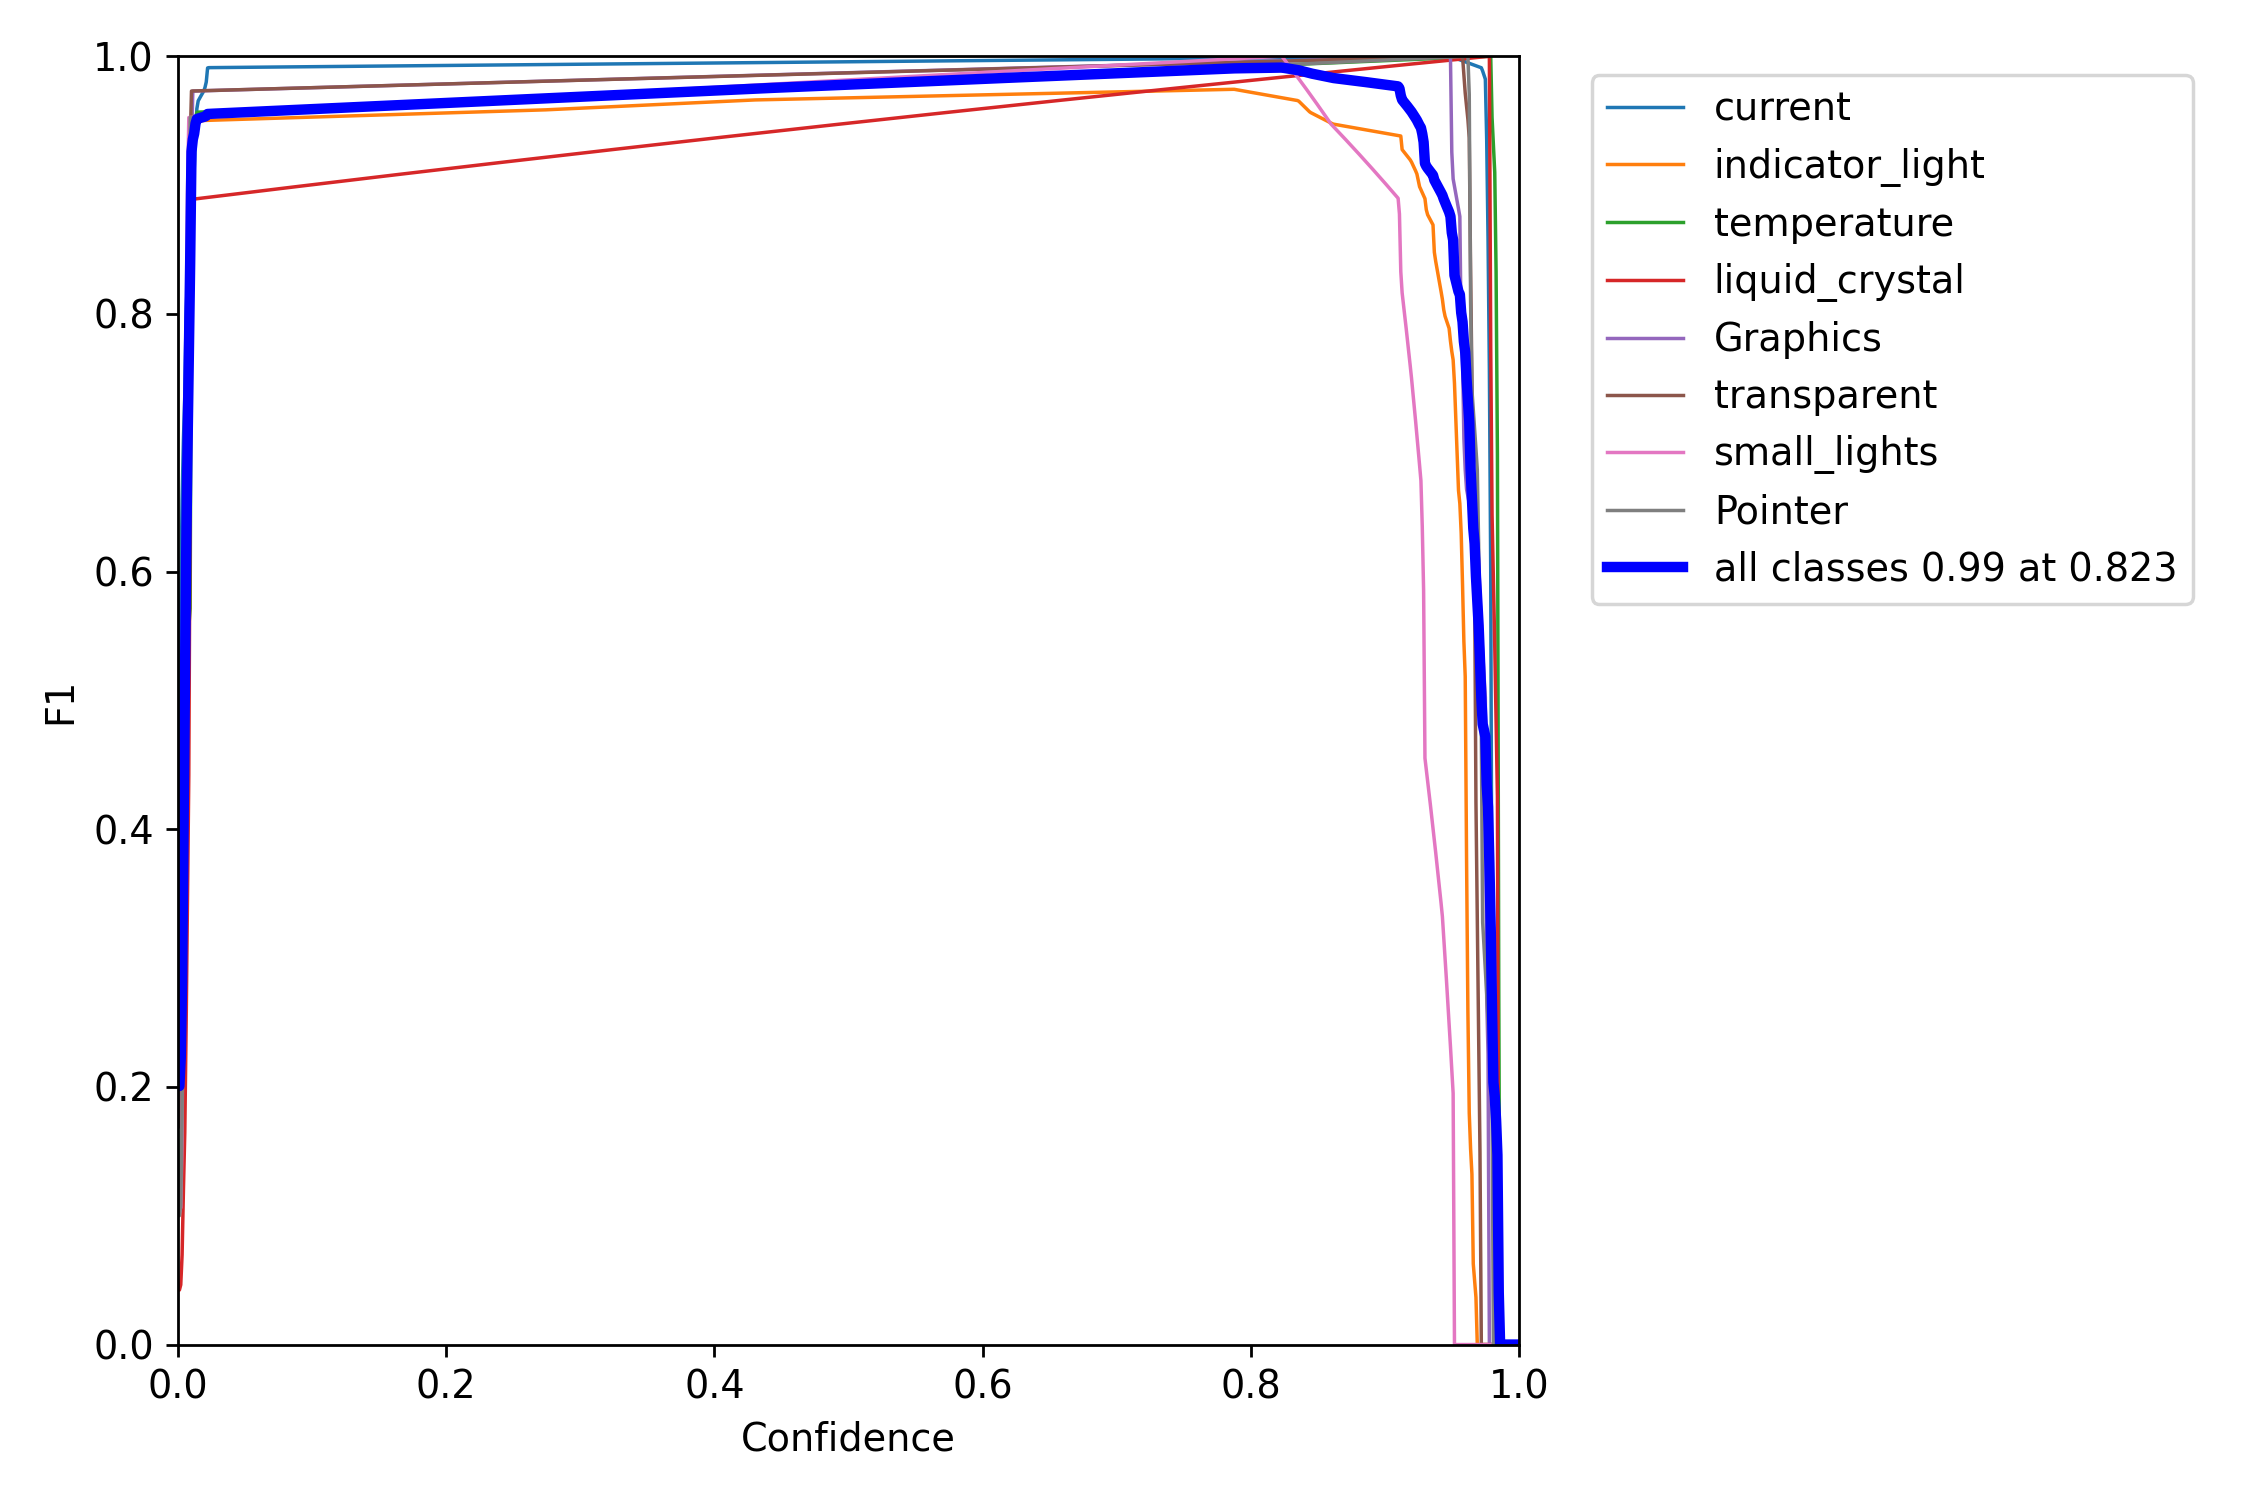 1.0
0.8
0.6
0.4
0.2
0.0
F1
0.0 0.2 0.4 0.6 0.8 1.0
Confidence
current
indicator_light
temperature
liquid_crystal
Graphics
transparent
small_lights
Pointer
all classes 0.99 at 0.823